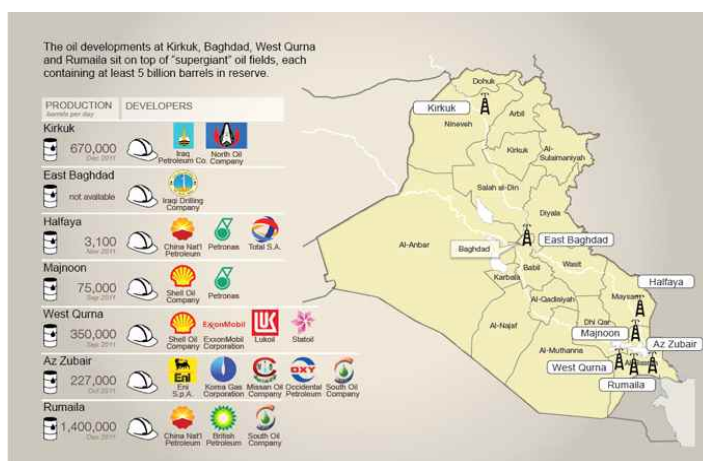 The oil developments at Kirkuk, Baghdad, West Qurna
and Rumaila sit on top of "supergiant" oil fields, each
containing at least 5 billion barrels in reserve.
PRODUCTION DEVELOPERS
barrels per day
Kirkuk
670,000
Dec 2011
Iraq
Petroleum Co.
North Oil
Company
East Baghdad
not available
Iraqi Drilling
Company
Halfaya
3,100
Nov 2011
China Nat'l
Petroleum
Petronas
TOTAL
Total S.A.
Majnoon
75,000
Sep 2011
Shell Oil
Company
Petronas
West Qurna
350,000
Sep 2011
Shell Oil
Company
ExxonMobil
ExxonMobil
Corporation
Lukoil
Statoil
Az Zubair
227,000
Oct 2011
Eni
Eni
S.p.A.
Korea Gas
Corporation
Missan Oil
Company
OXY
Occidental
Petroleum
South Oil
Company
Rumaila
1,400,000
Dec 2011
China Nat'l
Petroleum
British
Petroleum
South Oil
Company
Dohuk
Kirkuk
Nineveh
Arbil
Kirkuk
Al-
Sulaimaniyah
Salah al-Din
Diyala
East Baghdad
Al-Anbar
Baghdad
Babil
Wasit
Karbala
Halfaya
Al-Qadisiyah
Maysan
Al-Najaf
Dhi Qar
Majnoon
Az Zubair
Al-Muthanna
West Qurna
Rumaila